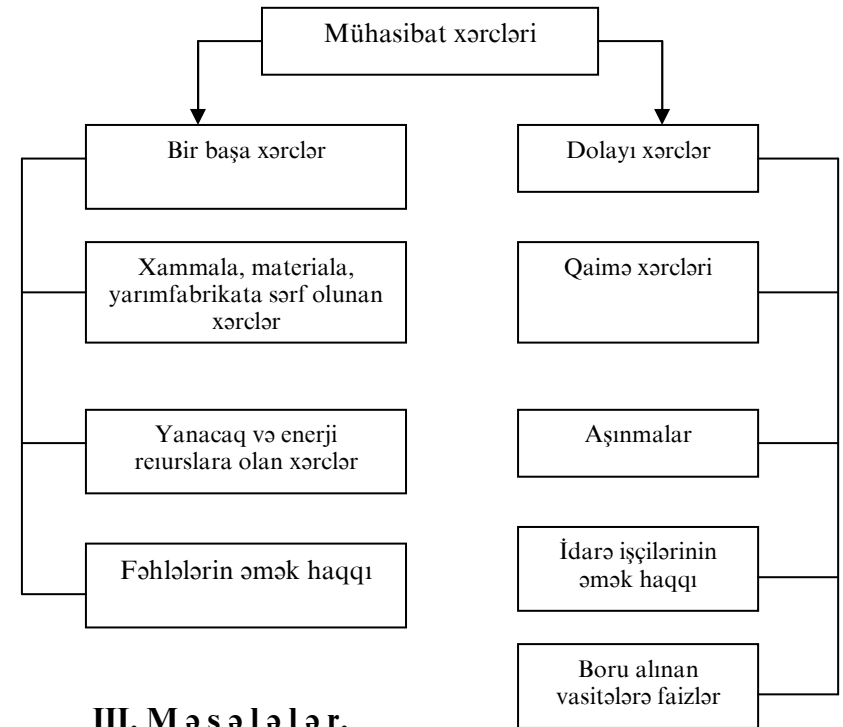 Mühasibat xərcləri
Bir başa xərclər
Dolayı xərclər
Xammala, materiala,
yarımfabrikata sərf olunan
xərclər
Qaimə xərcləri
Yanacaq və enerji
reıurslara olan xərclər
Aşınmalar
Fəhlələrin əmək haqqı
İdarə işçilərinin
əmək haqqı
Boru alınan
vasitələrə faizlər
III. M ə s ə l ə l ə r.